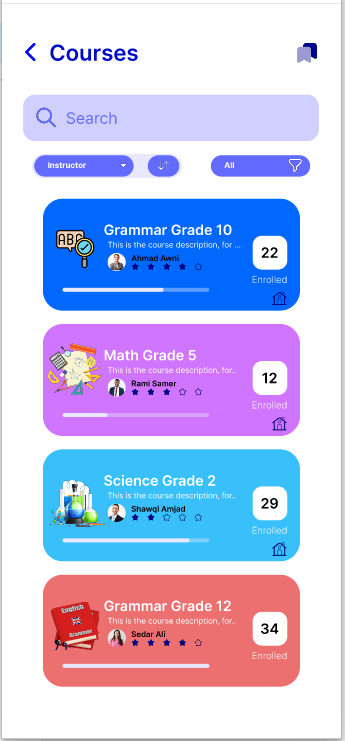 Courses
Search
Instructor
All
ABC
Grammar Grade 10
This is the course description, for ...
Ahmad Awni
22
Enrolled
Math Grade 5
This is the course description, for..
Rami Samer
12
Enrolled
Science Grade 2
This is the course description, for..
Shawqi Amjad
29
Enrolled
English
Grammar
Grammar Grade 12
This is the course description, for..
Sedar Ali
34
Enrolled